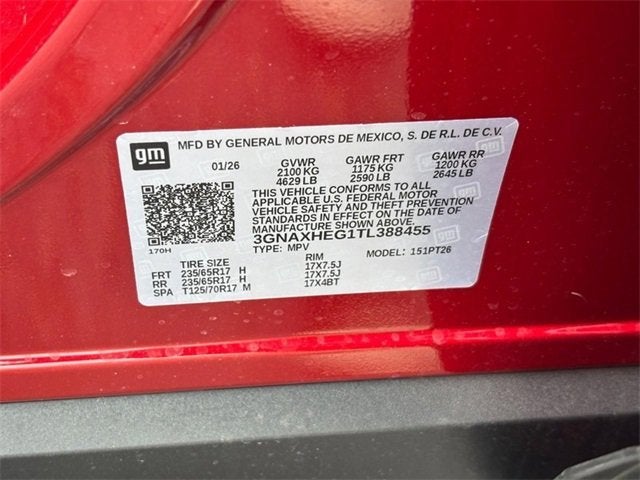 gm MFD BY GENERAL MOTORS DE MEXICO, S. DE R.L. DE C.V.
01/26 GVWR GAWR FRT GAWR RR
2100 KG 1175 KG 1200 KG
4629 LB 2590 LB 2645 LB
THIS VEHICLE CONFORMS TO ALL
APPLICABLE U.S. FEDERAL MOTOR
VEHICLE SAFETY AND THEFT PREVENTION
STANDARDS IN EFFECT ON THE DATE OF
MANUFACTURE SHOWN ABOVE.
3GNAXHEG1TL388455
170H TYPE: MPV MODEL: 151PT26
TIRE SIZE RIM
FRT 235/65R17 H 17X7.5J
RR 235/65R17 H 17X7.5J
SPA T125/70R17 M 17X4BT